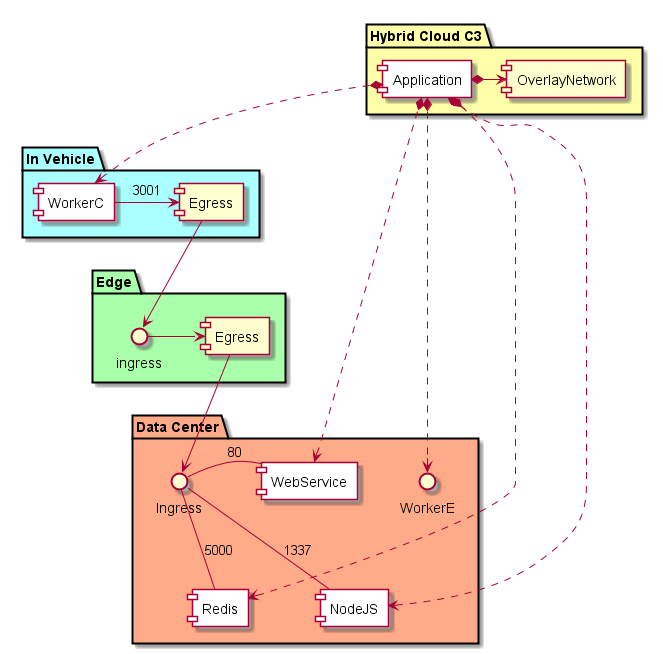 Hybrid Cloud C3
Application
OverlayNetwork
In Vehicle
WorkerC
3001
Egress
Edge
ingress
Egress
Data Center
80
Ingress
WebService
WorkerE
5000
1337
Redis
NodeJS